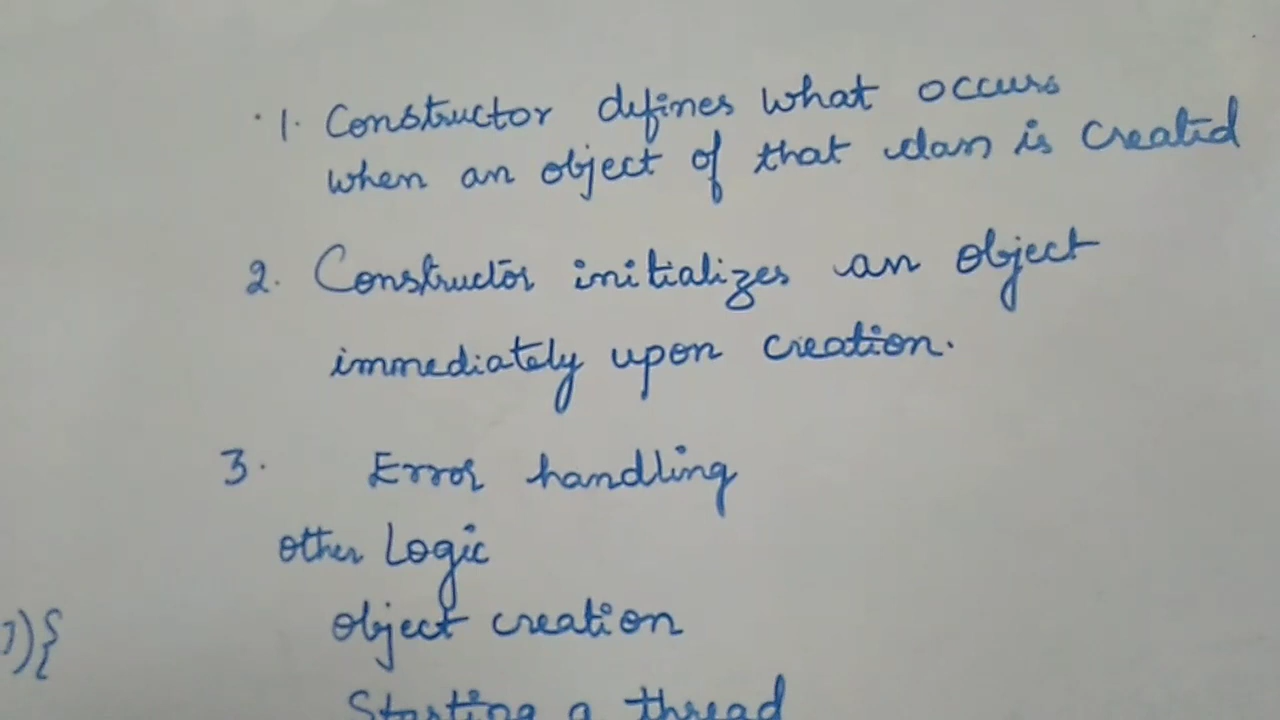 1. Constructor defines what occurs
when an object of that class is created
2. Constructor initializes an object
immediately upon creation.
3. Error handling
other Logic
object creation
){
Starting a thread